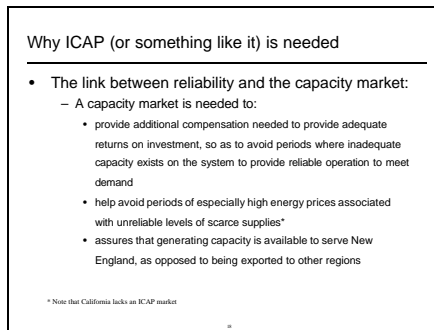 Why ICAP (or something like it) is needed
• The link between reliability and the capacity market:
– A capacity market is needed to:
• provide additional compensation needed to provide adequate
returns on investment, so as to avoid periods where inadequate
capacity exists on the system to provide reliable operation to meet
demand
• help avoid periods of especially high energy prices associated
with unreliable levels of scarce supplies*
• assures that generating capacity is available to serve New
England, as opposed to being exported to other regions
* Note that California lacks an ICAP market